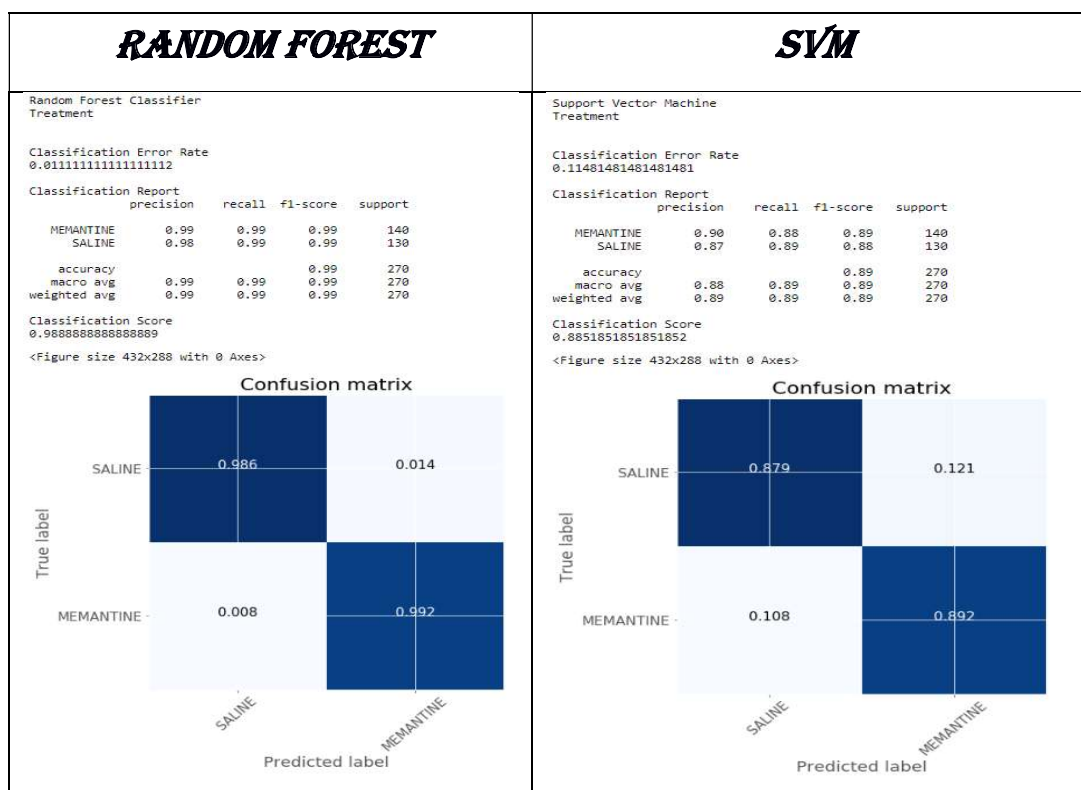 RANDOM FOREST
Random Forest Classifier
Treatment
Classification Error Rate
0.011111111111111112
Classification Report
precision recall f1-score support
MEMANTINE 0.99 0.99 0.99 140
SALINE 0.98 0.99 0.99 130
accuracy 0.99 270
macro avg 0.99 0.99 0.99 270
weighted avg 0.99 0.99 0.99 270
Classification Score
0.9888888888888889
<Figure size 432x288 with 0 Axes>
Confusion matrix
True label
SALINE 0.986 0.014
MEMANTINE 0.008 0.992
SALINE MEMANTINE
Predicted label
SVM
Support Vector Machine
Treatment
Classification Error Rate
0.11481481481481481
Classification Report
precision recall f1-score support
MEMANTINE 0.90 0.88 0.89 140
SALINE 0.87 0.89 0.88 130
accuracy 0.89 270
macro avg 0.88 0.89 0.89 270
weighted avg 0.89 0.89 0.89 270
Classification Score
0.8851851851851852
<Figure size 432x288 with 0 Axes>
Confusion matrix
True label
SALINE 0.879 0.121
MEMANTINE 0.108 0.892
SALINE MEMANTINE
Predicted label